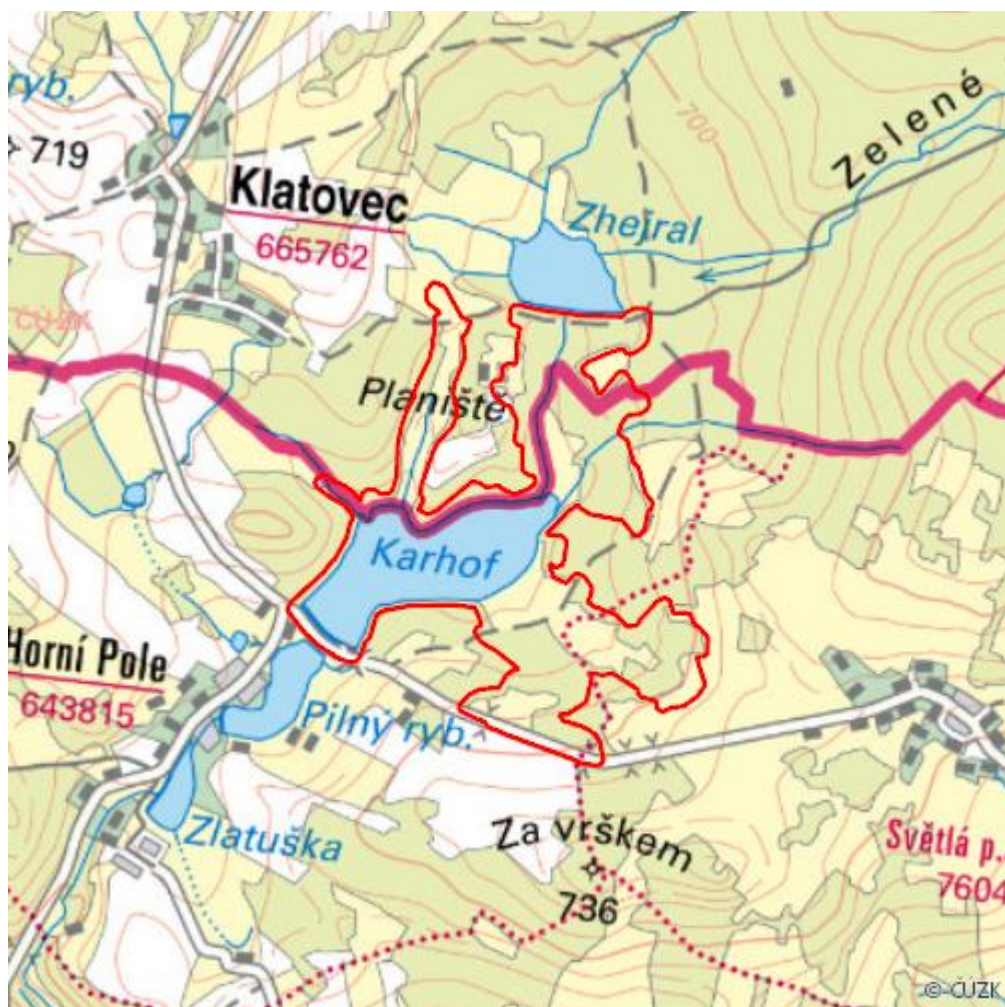 ryb.
719
Klatovec
665762
Zhejral
700
Zelené
ČÚZK
Planiště
Karhof
Horní Pole
643815
Pilný ryb.
Zlatuška
Za vrškem
736
Světlá p.
7604
© ČÚZK